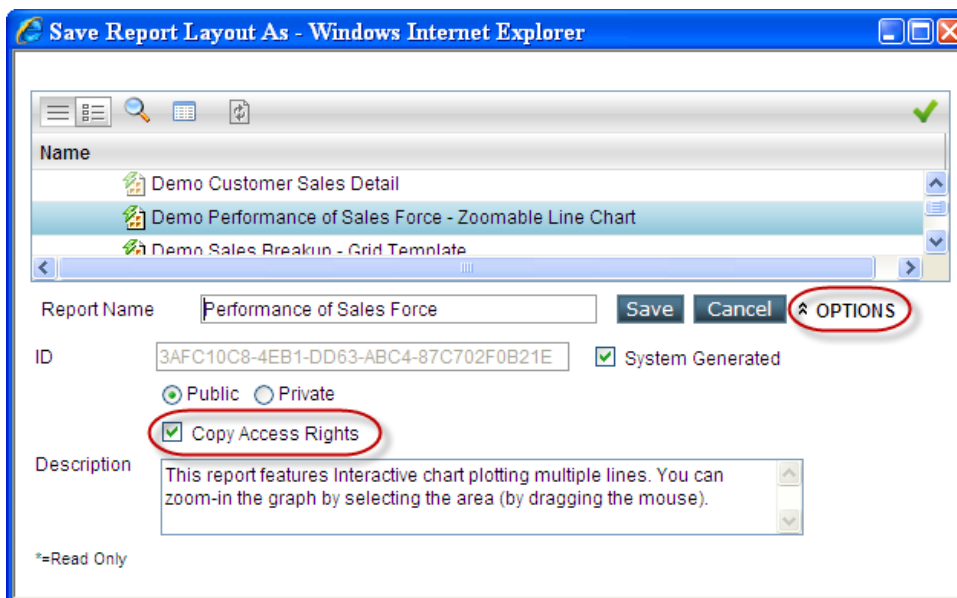 Save Report Layout As - Windows Internet Explorer
Name
Demo Customer Sales Detail
Demo Performance of Sales Force - Zoomable Line Chart
Demo Sales Breakup - Grid Template
Report Name Performance of Sales Force Save Cancel OPTIONS
ID 3AFC10C8-4EB1-DD63-ABC4-87C702F0B21E System Generated
Public Private
Copy Access Rights
Description This report features Interactive chart plotting multiple lines. You can
zoom-in the graph by selecting the area (by dragging the mouse).
*=Read Only